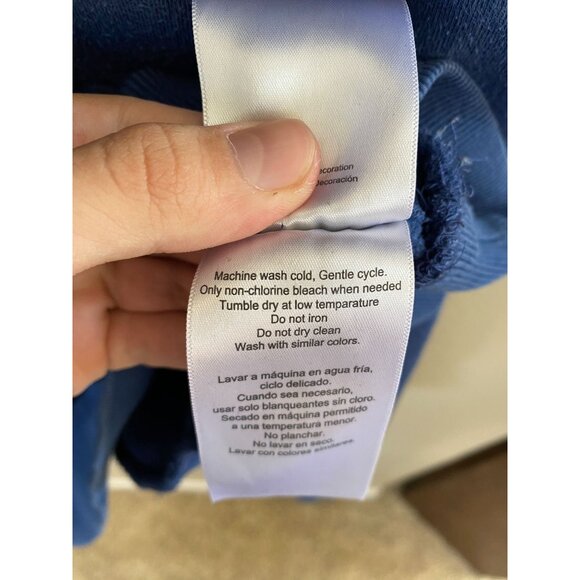 ecoration
decoración
Machine wash cold, Gentle cycle.
Only non-chlorine bleach when needed
Tumble dry at low temparature
Do not iron
Do not dry clean
Wash with similar colors.
Lavar a máquina en agua fría,
ciclo delicado.
Cuando sea necesario,
usar solo blanqueantes sin cloro.
Secado en máquina permitido
a una temperatura menor.
No planchar.
No lavar en seco.
Lavar con colores similares.